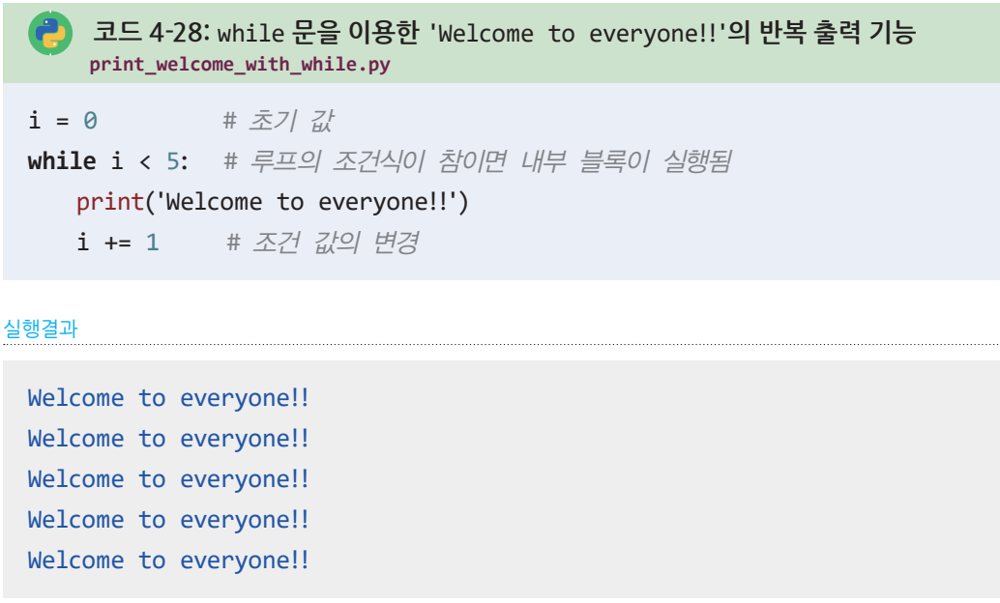 코드 4-28: while 문을 이용한 'Welcome to everyone!!'의 반복 출력 기능
print_welcome_with_while.py
i = 0 # 초기 값
while i < 5: # 루프의 조건식이 참이면 내부 블록이 실행됨
print('Welcome to everyone!!')
i += 1 # 조건 값의 변경
실행결과
Welcome to everyone!!
Welcome to everyone!!
Welcome to everyone!!
Welcome to everyone!!
Welcome to everyone!!